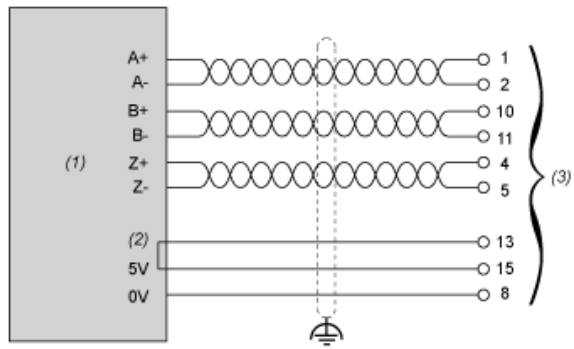 A+ 1
A- 2
B+ 10
B- 11
(1) Z+ 4 (3)
Z- 5
(2) 13
5V 15
0V 8